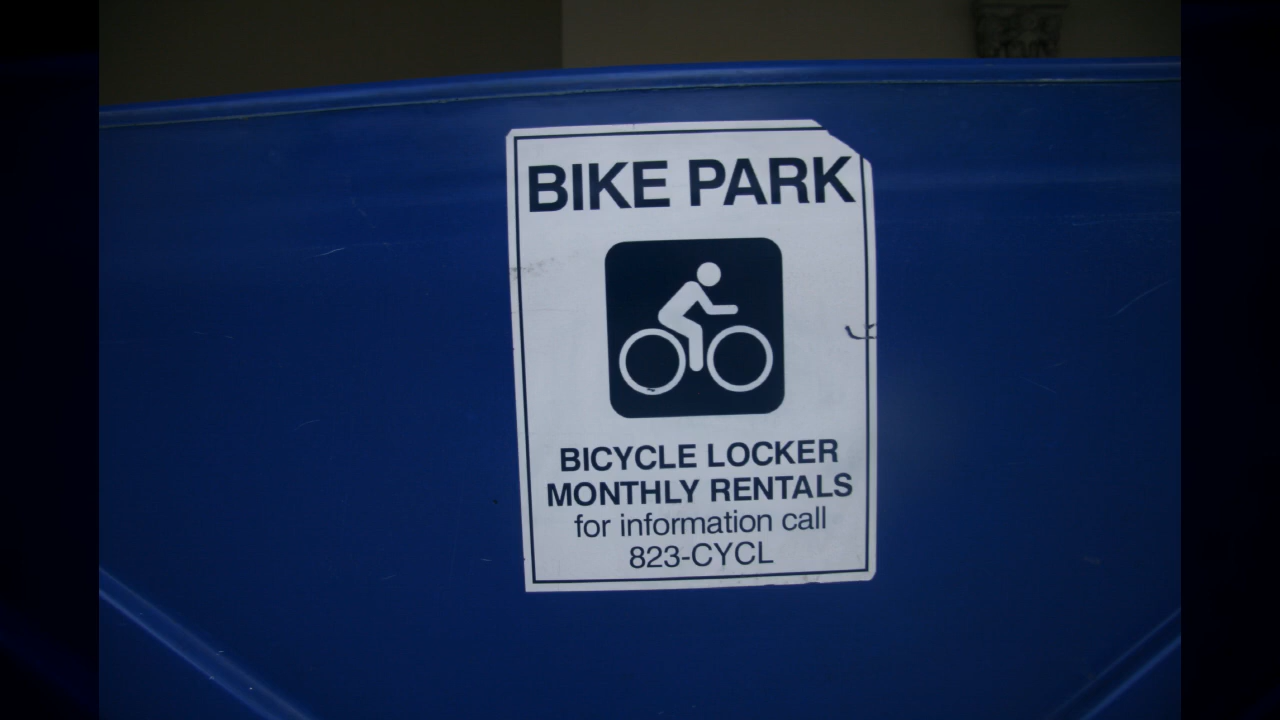 BIKE PARK
BICYCLE LOCKER
MONTHLY RENTALS
for information call
823-CYCL